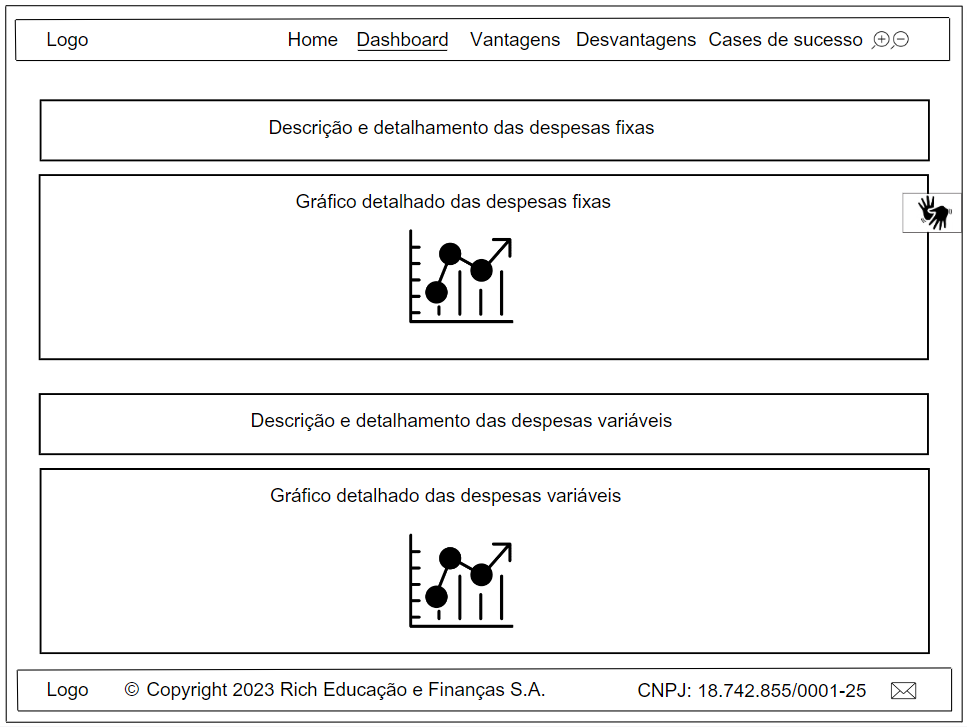 Logo Home Dashboard Vantagens Desvantagens Cases de sucesso
Descrição e detalhamento das despesas fixas
Gráfico detalhado das despesas fixas
Descrição e detalhamento das despesas variáveis
Gráfico detalhado das despesas variáveis
Logo © Copyright 2023 Rich Educação e Finanças S.A. CNPJ: 18.742.855/0001-25